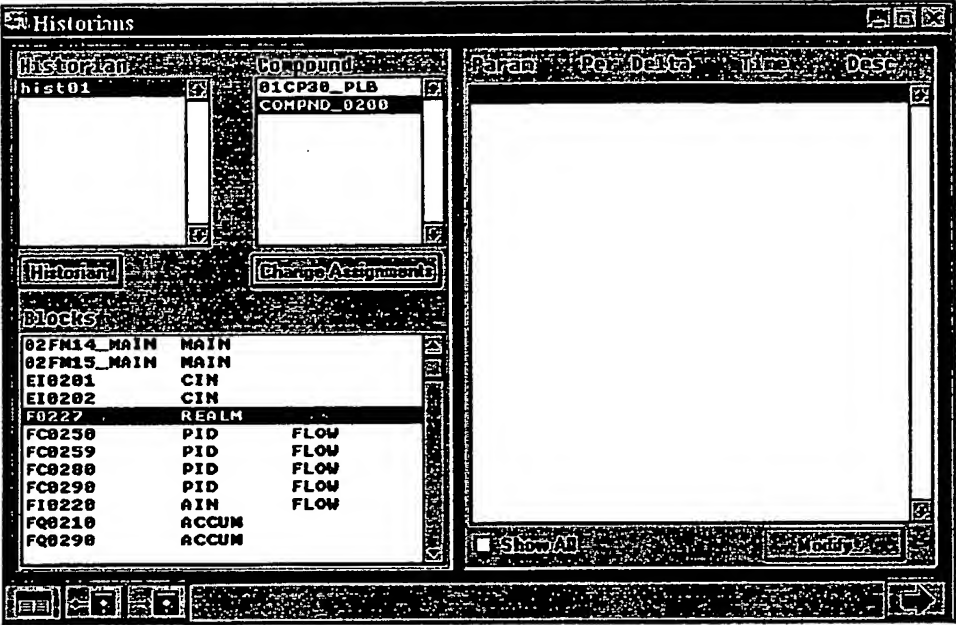 Historians
Historian
hist01
Compound
01CP30_PLB
COMPND_0200
Historian
Change Assignments
Blocks
02FM14_MAIN MAIN
02FM15_MAIN MAIN
EI0201 CIN
EI0202 CIN
F0227 REALM
FC0250 PID FLOW
FC0259 PID FLOW
FC0280 PID FLOW
FC0290 PID FLOW
FI0220 AIN FLOW
FQ0210 ACCUM
FQ0290 ACCUM
Param Per Delta Time Desc
Show All
Modify